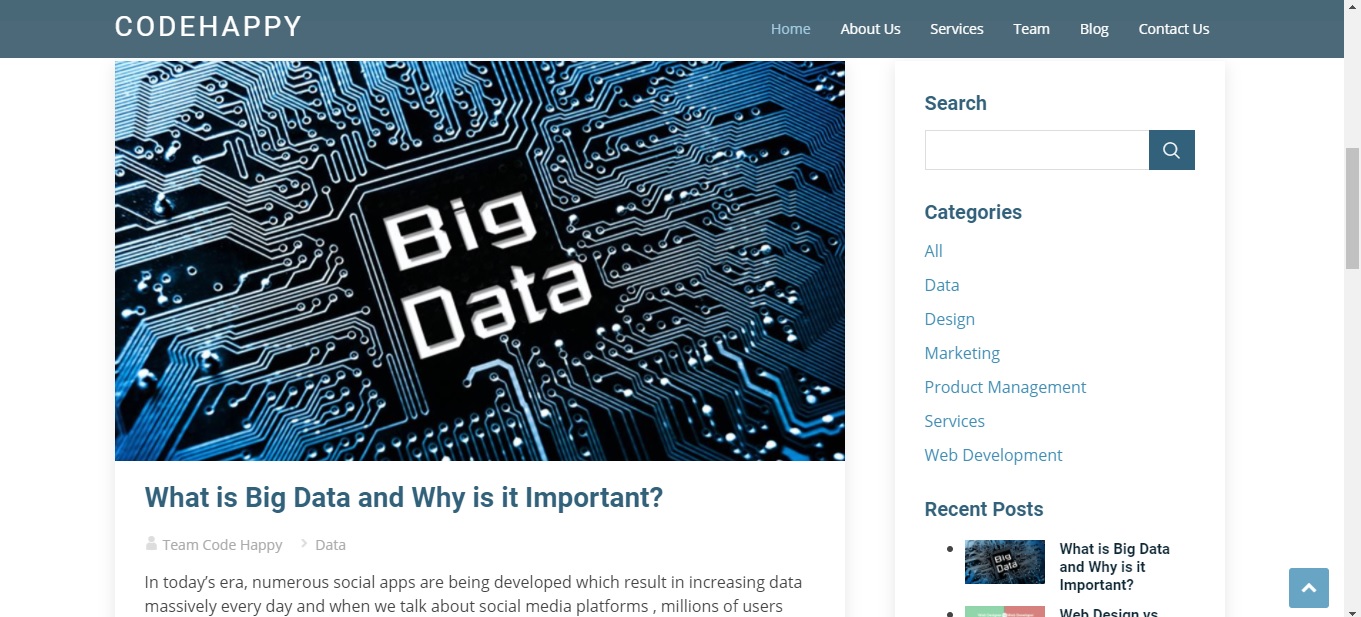 CODEHAPPY
Home About Us Services Team Blog Contact Us
Big
Data
What is Big Data and Why is it Important?
Team Code Happy Data
In today’s era, numerous social apps are being developed which result in increasing data
massively every day and when we talk about social media platforms , millions of users
Search
Categories
All
Data
Design
Marketing
Product Management
Services
Web Development
Recent Posts
Big
Data
What is Big Data
and Why is it
Important?
Web Design vs